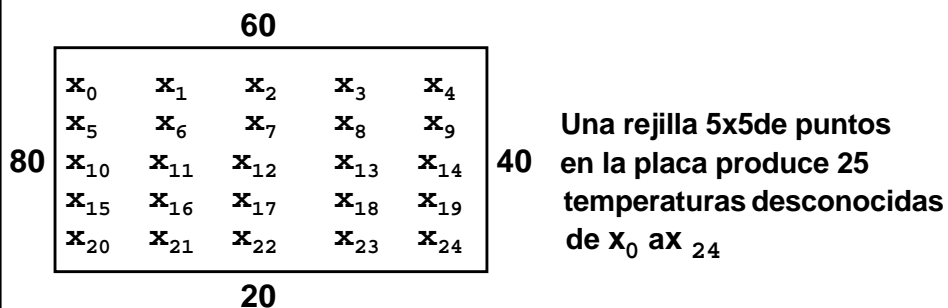 60
x₀ x₁ x₂ x₃ x₄
x₅ x₆ x₇ x₈ x₉
80 x₁₀ x₁₁ x₁₂ x₁₃ x₁₄ 40
x₁₅ x₁₆ x₁₇ x₁₈ x₁₉
x₂₀ x₂₁ x₂₂ x₂₃ x₂₄
20
Una rejilla 5x5de puntos
en la placa produce 25
temperaturas desconocidas
de x₀ ax ₂₄